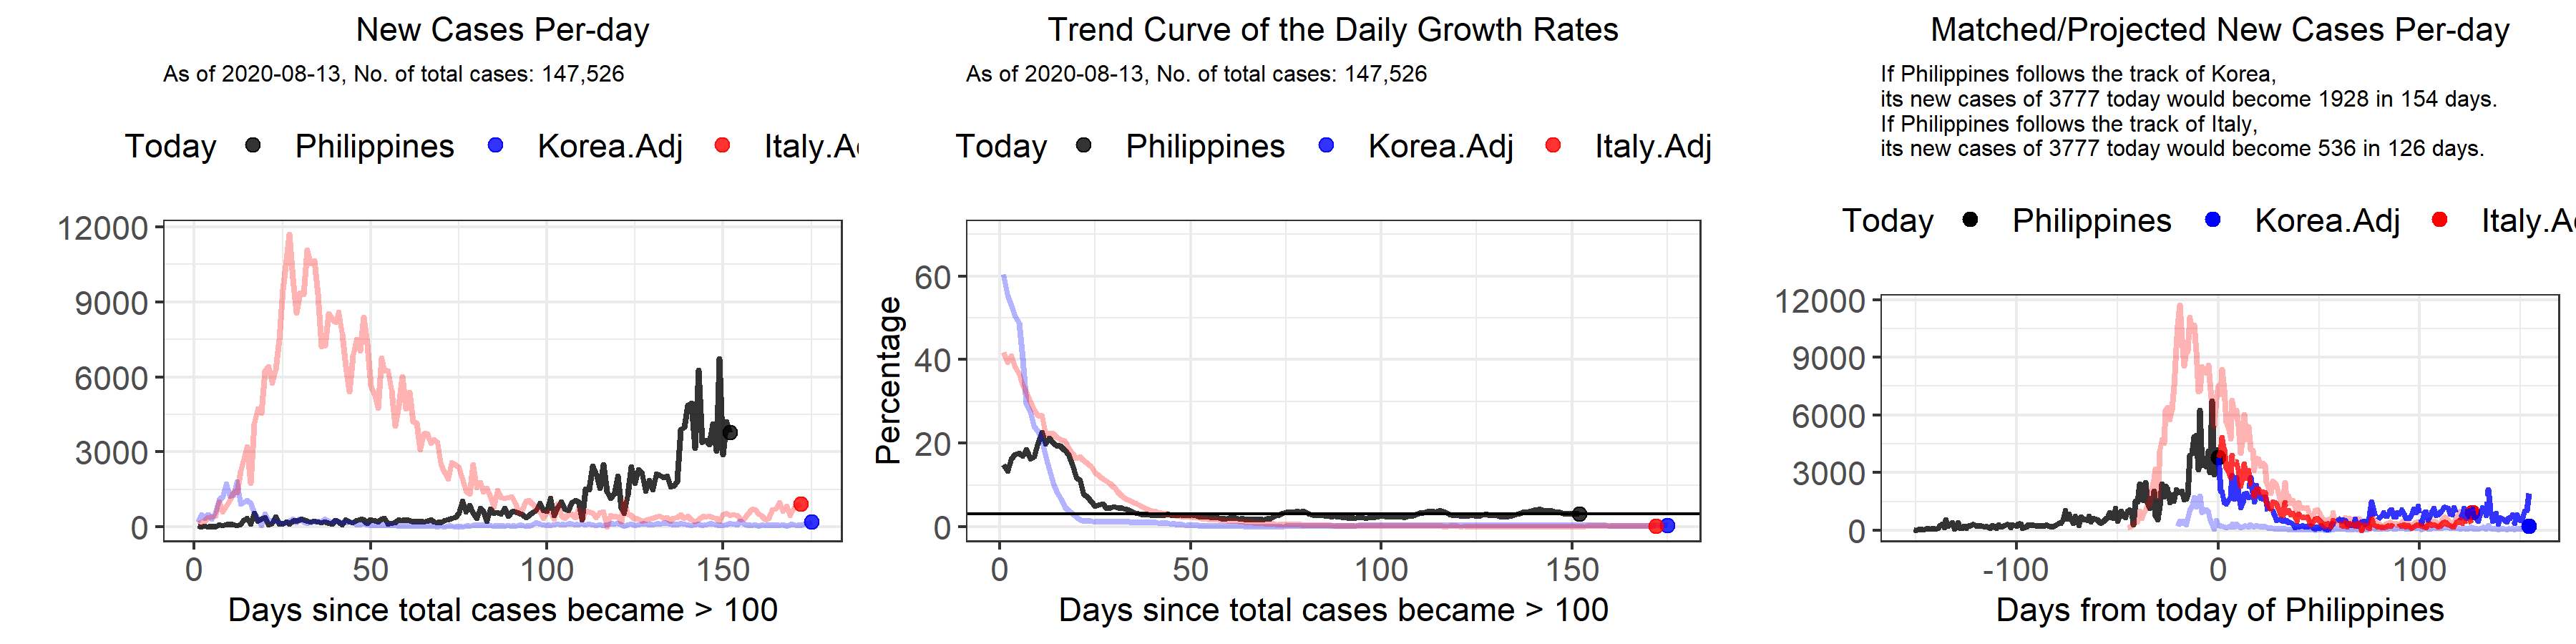 New Cases Per-day
As of 2020-08-13, No. of total cases: 147,526
Today Philippines Korea.Adj Italy.A
12000
9000
6000
3000
0
0 50 100 150
Days since total cases became > 100
Trend Curve of the Daily Growth Rates
As of 2020-08-13, No. of total cases: 147,526
Today Philippines Korea.Adj Italy.Adj
Percentage
60
40
20
0
0 50 100 150
Days since total cases became > 100
Matched/Projected New Cases Per-day
If Philippines follows the track of Korea,
its new cases of 3777 today would become 1928 in 154 days.
If Philippines follows the track of Italy,
its new cases of 3777 today would become 536 in 126 days.
Today Philippines Korea.Adj Italy.A
12000
9000
6000
3000
0
-100 0 100
Days from today of Philippines